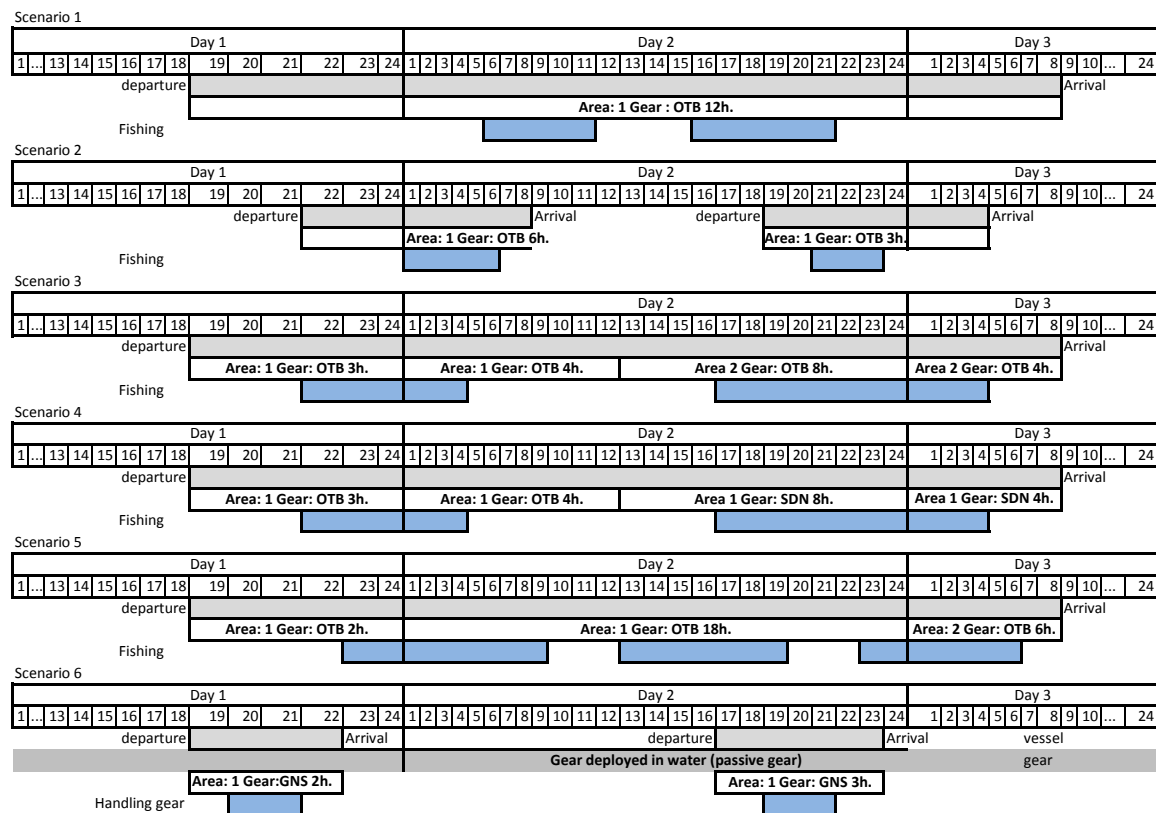 Scenario 1
Day 1 Day 2 Day 3
1 ... 13 14 15 16 17 18 19 20 21 22 23 24 1 2 3 4 5 6 7 8 9 10 11 12 13 14 15 16 17 18 19 20 21 22 23 24 1 2 3 4 5 6 7 8 9 10 ... 24
departure Arrival
Area: 1 Gear : OTB 12h.
Fishing
Scenario 2
Day 1 Day 2 Day 3
1 ... 13 14 15 16 17 18 19 20 21 22 23 24 1 2 3 4 5 6 7 8 9 10 11 12 13 14 15 16 17 18 19 20 21 22 23 24 1 2 3 4 5 6 7 8 9 10 ... 24
departure Arrival departure Arrival
Area: 1 Gear: OTB 6h. Area: 1 Gear: OTB 3h.
Fishing
Scenario 3
Day 2 Day 3
1 ... 13 14 15 16 17 18 19 20 21 22 23 24 1 2 3 4 5 6 7 8 9 10 11 12 13 14 15 16 17 18 19 20 21 22 23 24 1 2 3 4 5 6 7 8 9 10 ... 24
departure Arrival
Area: 1 Gear: OTB 3h. Area: 1 Gear: OTB 4h. Area 2 Gear: OTB 8h. Area 2 Gear: OTB 4h.
Fishing
Scenario 4
Day 1 Day 2 Day 3
1 ... 13 14 15 16 17 18 19 20 21 22 23 24 1 2 3 4 5 6 7 8 9 10 11 12 13 14 15 16 17 18 19 20 21 22 23 24 1 2 3 4 5 6 7 8 9 10 ... 24
departure Arrival
Area: 1 Gear: OTB 3h. Area: 1 Gear: OTB 4h. Area 1 Gear: SDN 8h. Area 1 Gear: SDN 4h.
Fishing
Scenario 5
Day 1 Day 2 Day 3
1 ... 13 14 15 16 17 18 19 20 21 22 23 24 1 2 3 4 5 6 7 8 9 10 11 12 13 14 15 16 17 18 19 20 21 22 23 24 1 2 3 4 5 6 7 8 9 10 ... 24
departure Arrival
Area: 1 Gear: OTB 2h. Area: 1 Gear: OTB 18h. Area: 2 Gear: OTB 6h.
Fishing
Scenario 6
Day 1 Day 2 Day 3
1 ... 13 14 15 16 17 18 19 20 21 22 23 24 1 2 3 4 5 6 7 8 9 10 11 12 13 14 15 16 17 18 19 20 21 22 23 24 1 2 3 4 5 6 7 8 9 10 ... 24
departure Arrival departure Arrival vessel
Gear deployed in water (passive gear) gear
Area: 1 Gear:GNS 2h. Area: 1 Gear: GNS 3h.
Handling gear